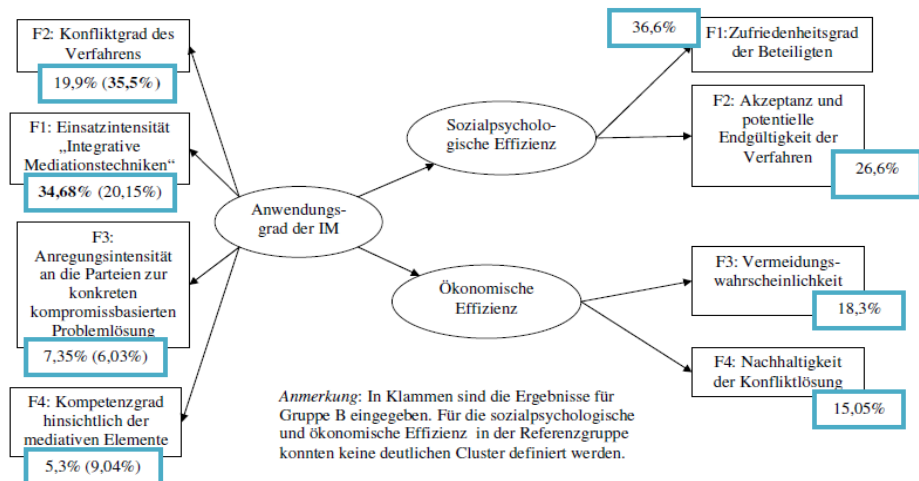 F2: Konfliktgrad des
Verfahrens
19,9% (35,5%)
F1: Einsatzintensität
„Integrative
Mediationstechniken“
34,68% (20,15%)
F3:
Anregungsintensität
an die Parteien zur
konkreten
kompromissbasierten
Problemlösung
7,35% (6,03%)
F4: Kompetenzgrad
hinsichtlich der
mediativen Elemente
5,3% (9,04%)
Anwendungs-
grad der IM
Sozialpsycholo-
gische Effizienz
Ökonomische
Effizienz
36,6%
F1:Zufriedenheitsgrad
der Beteiligten
F2: Akzeptanz und
potentielle
Endgültigkeit der
Verfahren
26,6%
F3: Vermeidungs-
wahrscheinlichkeit
18,3%
F4: Nachhaltigkeit
der Konfliktlösung
15,05%
Anmerkung: In Klammen sind die Ergebnisse für
Gruppe B eingegeben. Für die sozialpsychologische
und ökonomische Effizienz in der Referenzgruppe
konnten keine deutlichen Cluster definiert werden.